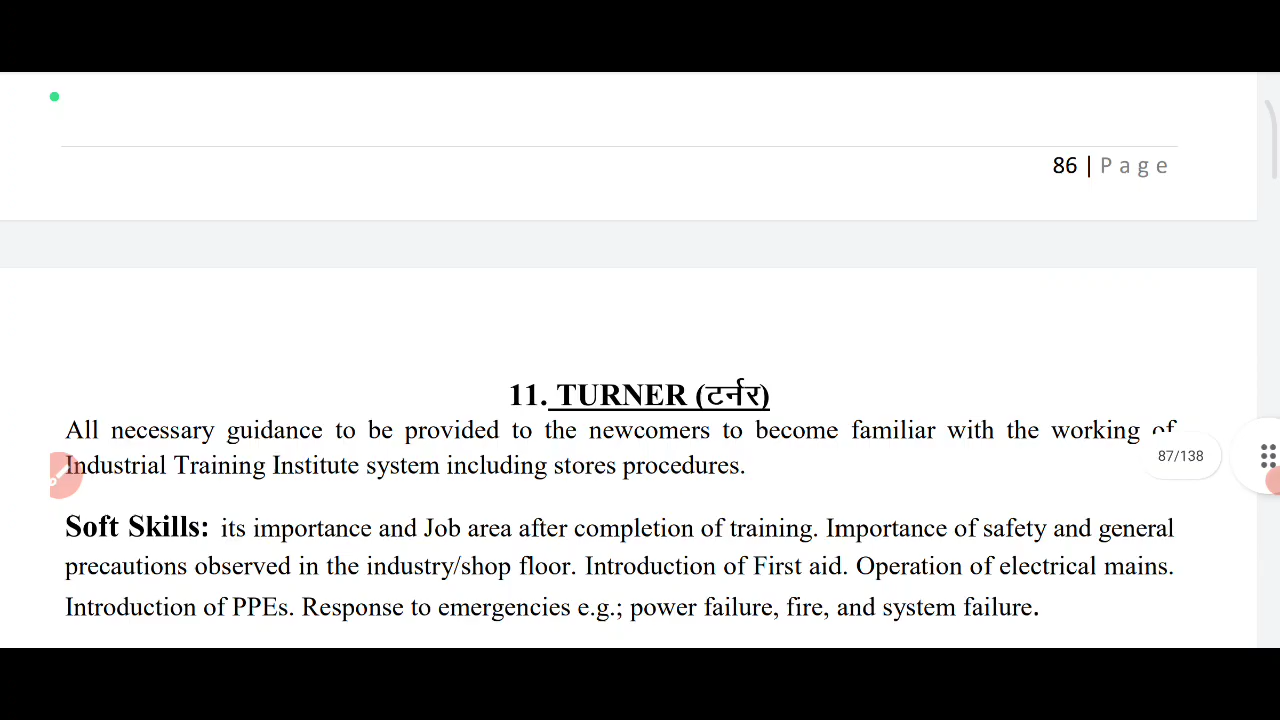 86 | Page
11. TURNER (टर्नर)
All necessary guidance to be provided to the newcomers to become familiar with the working of
Industrial Training Institute system including stores procedures.
87/138
Soft Skills: its importance and Job area after completion of training. Importance of safety and general
precautions observed in the industry/shop floor. Introduction of First aid. Operation of electrical mains.
Introduction of PPEs. Response to emergencies e.g.; power failure, fire, and system failure.